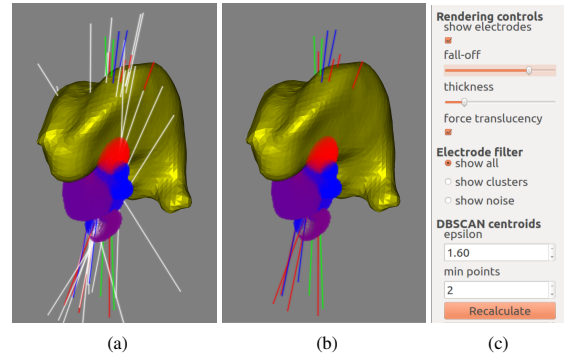 Rendering controls
show electrodes
fall-off
thickness
force translucency
Electrode filter
show all
show clusters
show noise
DBSCAN centroids
epsilon
1.60
min points
2
Recalculate
(a) (b) (c)